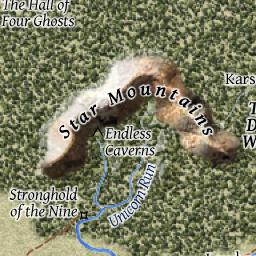 The Hall of
Four Ghosts
Star Mountains
Endless
Caverns
Stronghold
of the Nine
Unicorn Run